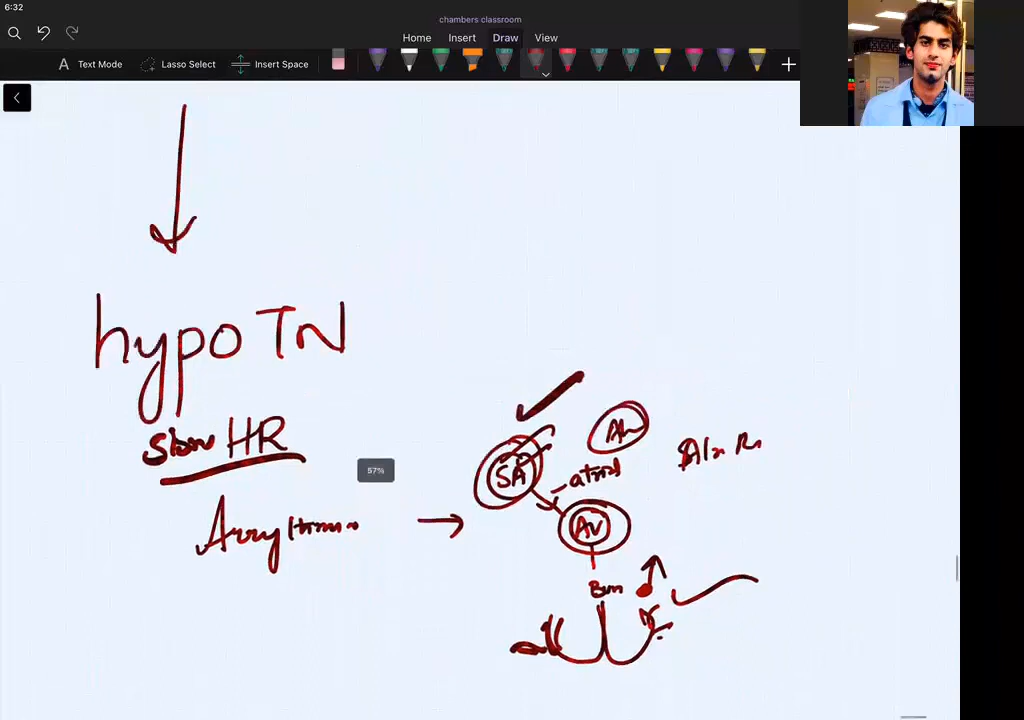 6:32
chambers classroom
Home Insert Draw View
A Text Mode Lasso Select Insert Space
hypo TN
slow HR
57%
SA
atrial
AV